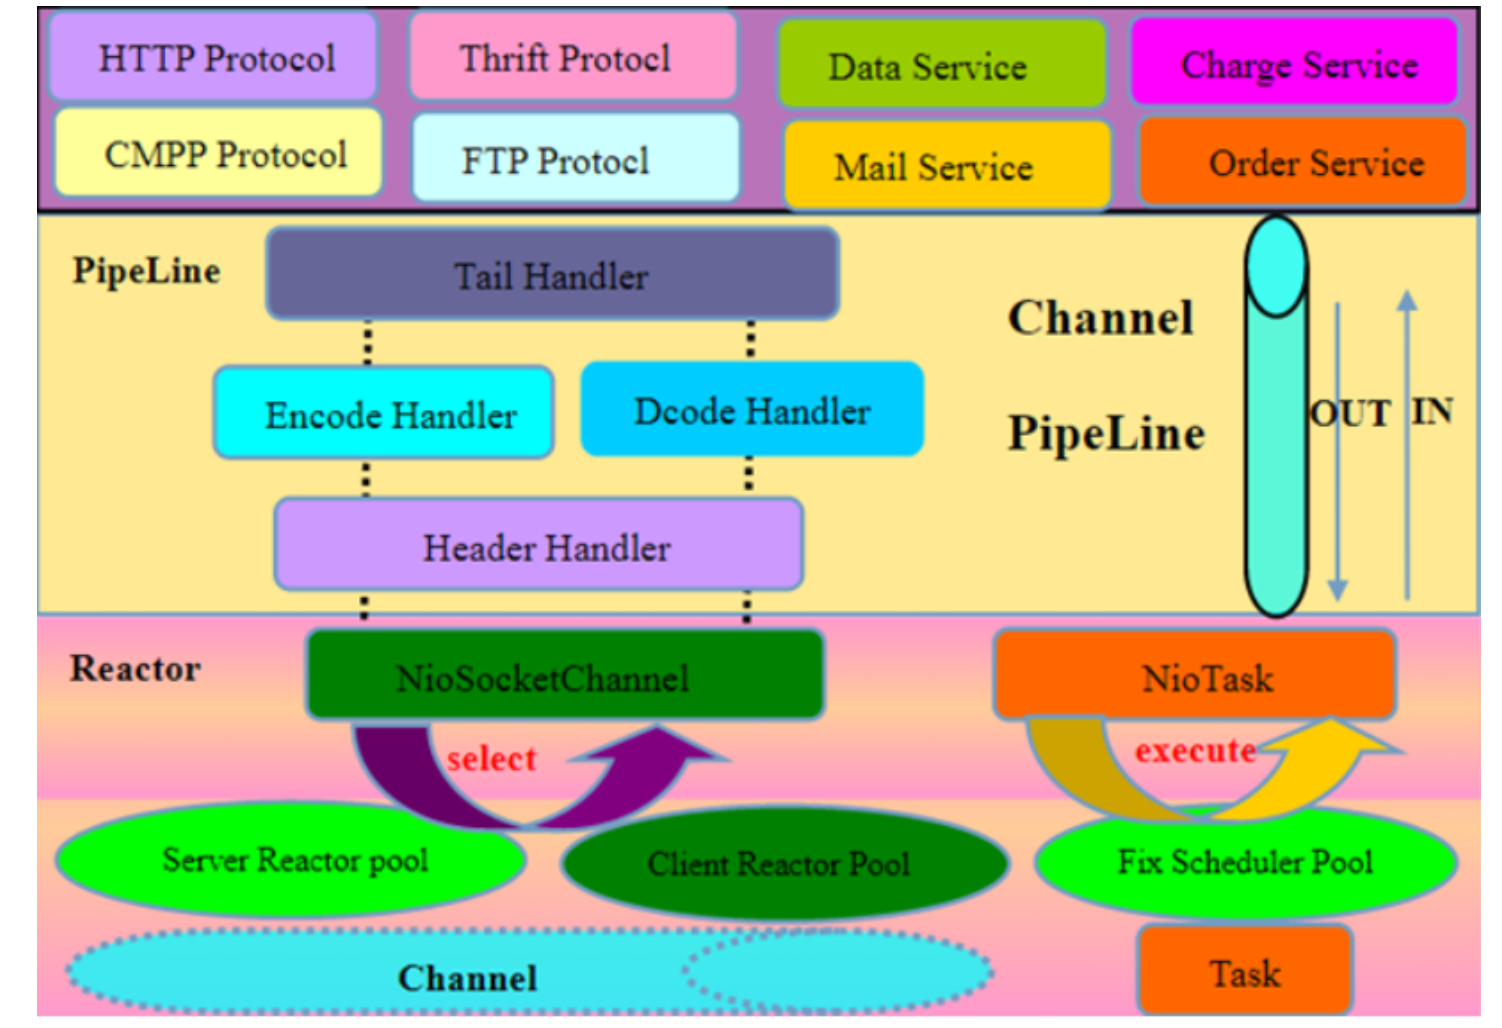 HTTP Protocol
Thrift Protocl
Data Service
Charge Service
CMPP Protocol
FTP Protocl
Mail Service
Order Service
PipeLine
Tail Handler
Channel
PipeLine
Encode Handler
Dcode Handler
OUT
IN
Header Handler
Reactor
NioSocketChannel
NioTask
select
execute
Server Reactor pool
Client Reactor Pool
Fix Scheduler Pool
Channel
Task